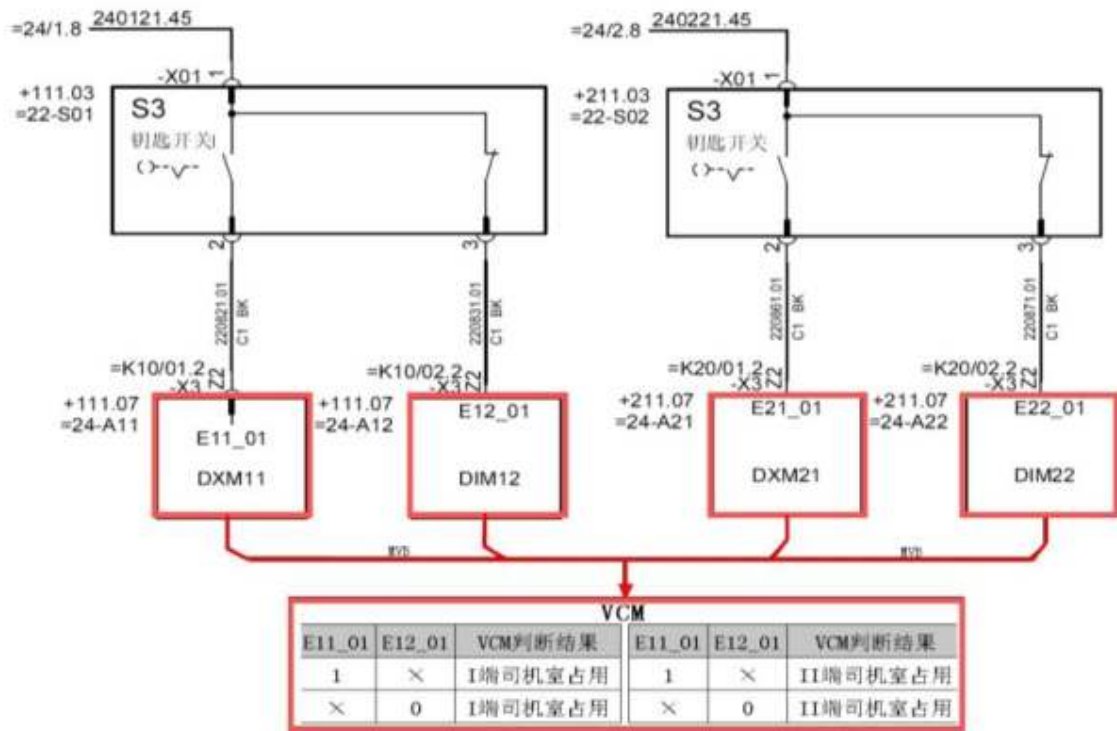 =24/1.8 240121.45 =24/2.8 240221.45
-X01 1 -X01 1
+111.03 +211.03
=22-S01 =22-S02
S3 S3
钥匙开关 钥匙开关
2 3 2 3
220821.01 220831.01 220861.01 220871.01
C1 BK C1 BK C1 BK C1 BK
=K10/01.2 =K10/02.2 =K20/01.2 =K20/02.2
-X3 Z2 -X3 Z2 -X3 Z2 -X3 Z2
+111.07 +111.07 +211.07 +211.07
=24-A11 =24-A12 =24-A21 =24-A22
E11_01 E12_01 E21_01 E22_01
DXM11 DIM12 DXM21 DIM22
MVB MVB
VCM
E11_01 E12_01 VCM判断结果 E11_01 E12_01 VCM判断结果
1 × I端司机室占用 1 × II端司机室占用
× 0 I端司机室占用 × 0 II端司机室占用